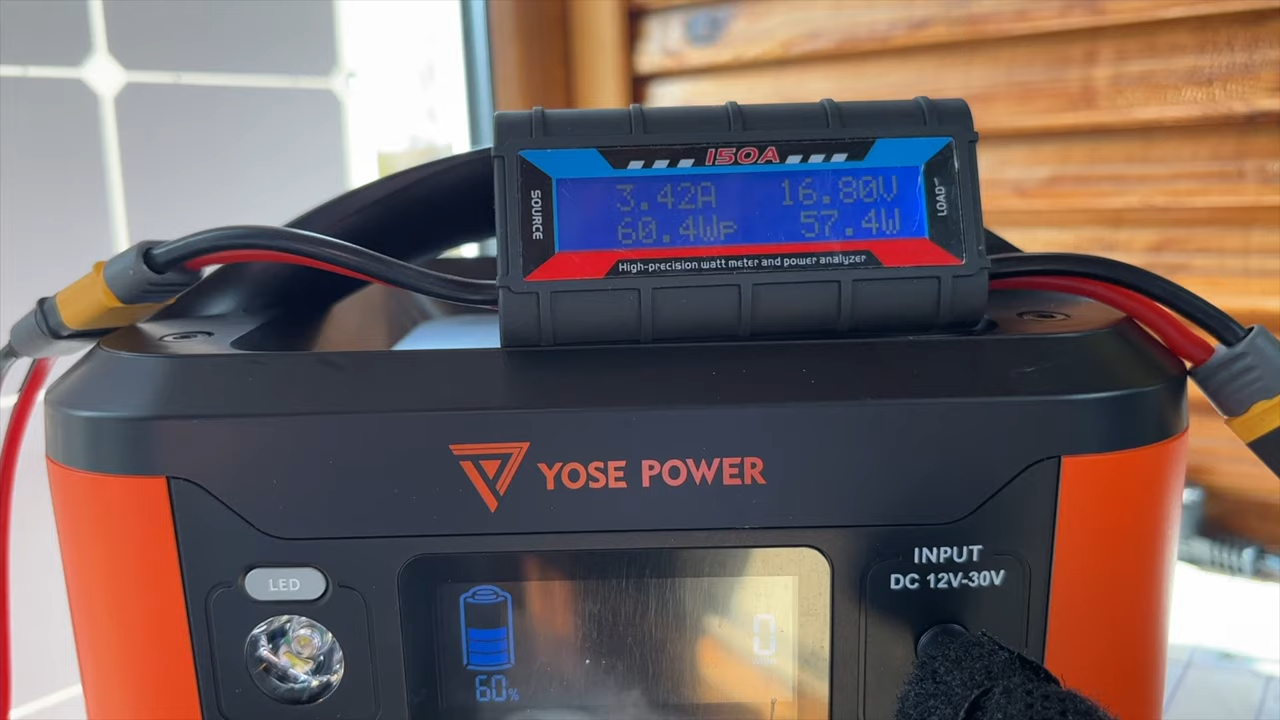 150A
SOURCE
3.42A 16.80V
60.4Wp 57.4W
LOAD
High-precision watt meter and power analyzer
YOSE POWER
INPUT
DC 12V-30V
LED
0
60%